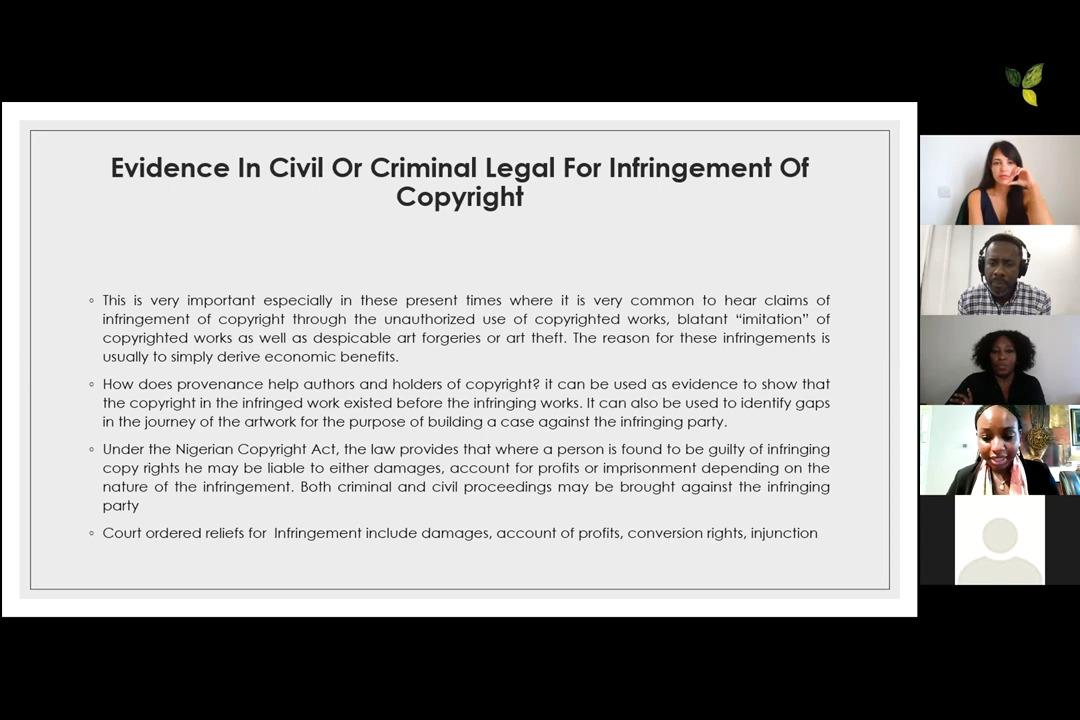 Evidence In Civil Or Criminal Legal For Infringement Of
Copyright
◦ This is very important especially in these present times where it is very common to hear claims of
infringement of copyright through the unauthorized use of copyrighted works, blatant “imitation” of
copyrighted works as well as despicable art forgeries or art theft. The reason for these infringements is
usually to simply derive economic benefits.
◦ How does provenance help authors and holders of copyright? it can be used as evidence to show that
the copyright in the infringed work existed before the infringing works. It can also be used to identify gaps
in the journey of the artwork for the purpose of building a case against the infringing party.
◦ Under the Nigerian Copyright Act, the law provides that where a person is found to be guilty of infringing
copy rights he may be liable to either damages, account for profits or imprisonment depending on the
nature of the infringement. Both criminal and civil proceedings may be brought against the infringing
party
◦ Court ordered reliefs for Infringement include damages, account of profits, conversion rights, injunction